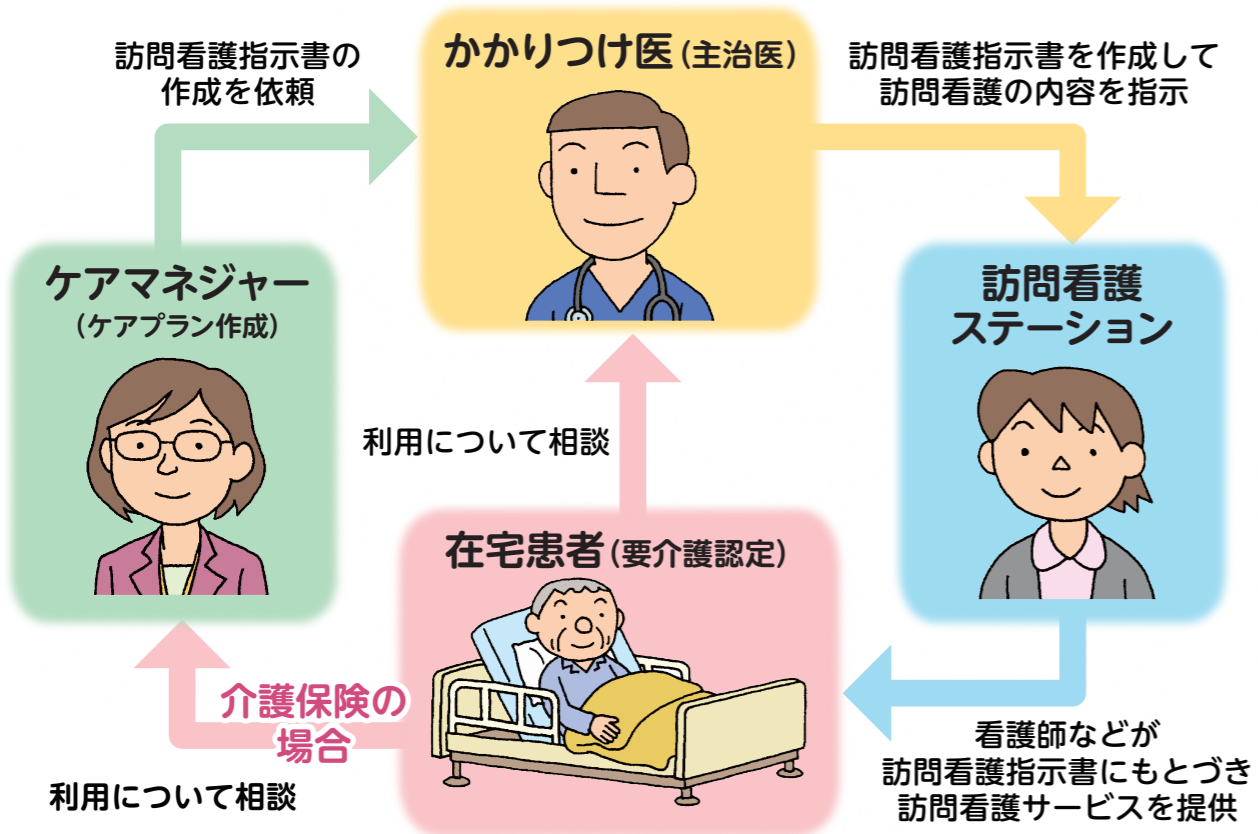 訪問看護指示書の
作成を依頼
かかりつけ医(主治医)
訪問看護指示書を作成して
訪問看護の内容を指示
ケアマネジャー
(ケアプラン作成)
訪問看護
ステーション
利用について相談
在宅患者(要介護認定)
介護保険の
場合
利用について相談
看護師などが
訪問看護指示書にもとづき
訪問看護サービスを提供